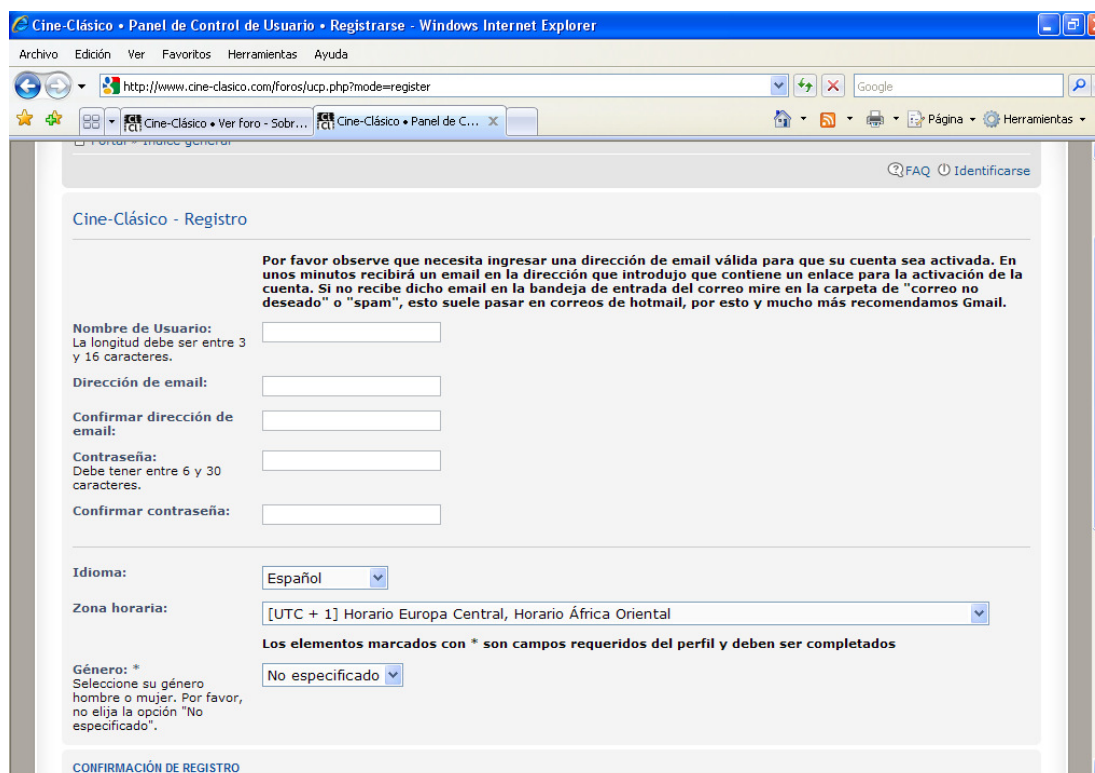 Cine-Clásico • Panel de Control de Usuario • Registrarse - Windows Internet Explorer
Archivo Edición Ver Favoritos Herramientas Ayuda
http://www.cine-clasico.com/foros/ucp.php?mode=register
Google
Cine-Clásico • Ver foro - Sobr...
Cine-Clásico • Panel de C... X
Página Herramientas
Portal Índice general
FAQ Identificarse
Cine-Clásico - Registro
Por favor observe que necesita ingresar una dirección de email válida para que su cuenta sea activada. En
unos minutos recibirá un email en la dirección que introdujo que contiene un enlace para la activación de la
cuenta. Si no recibe dicho email en la bandeja de entrada del correo mire en la carpeta de "correo no
deseado" o "spam", esto suele pasar en correos de hotmail, por esto y mucho más recomendamos Gmail.
Nombre de Usuario:
La longitud debe ser entre 3
y 16 caracteres.
Dirección de email:
Confirmar dirección de
email:
Contraseña:
Debe tener entre 6 y 30
caracteres.
Confirmar contraseña:
Idioma:
Español
Zona horaria:
[UTC + 1] Horario Europa Central, Horario África Oriental
Los elementos marcados con * son campos requeridos del perfil y deben ser completados
Género: *
No especificado
Seleccione su género
hombre o mujer. Por favor,
no elija la opción "No
especificado".
CONFIRMACIÓN DE REGISTRO